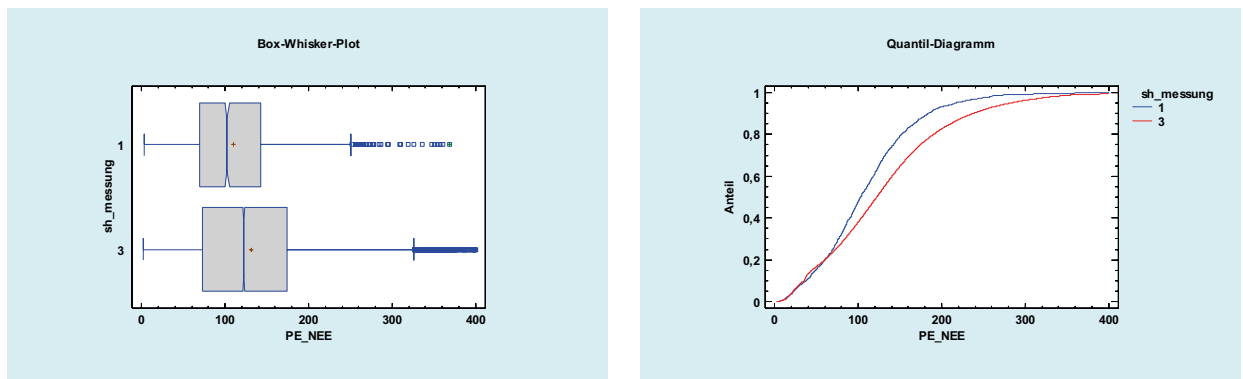 Box-Whisker-Plot
sh_messung
1
3
0 100 200 300 400
PE_NEE
Quantil-Diagramm
Anteil
1
0,8
0,6
0,4
0,2
0
0 100 200 300 400
PE_NEE
sh_messung
1
3